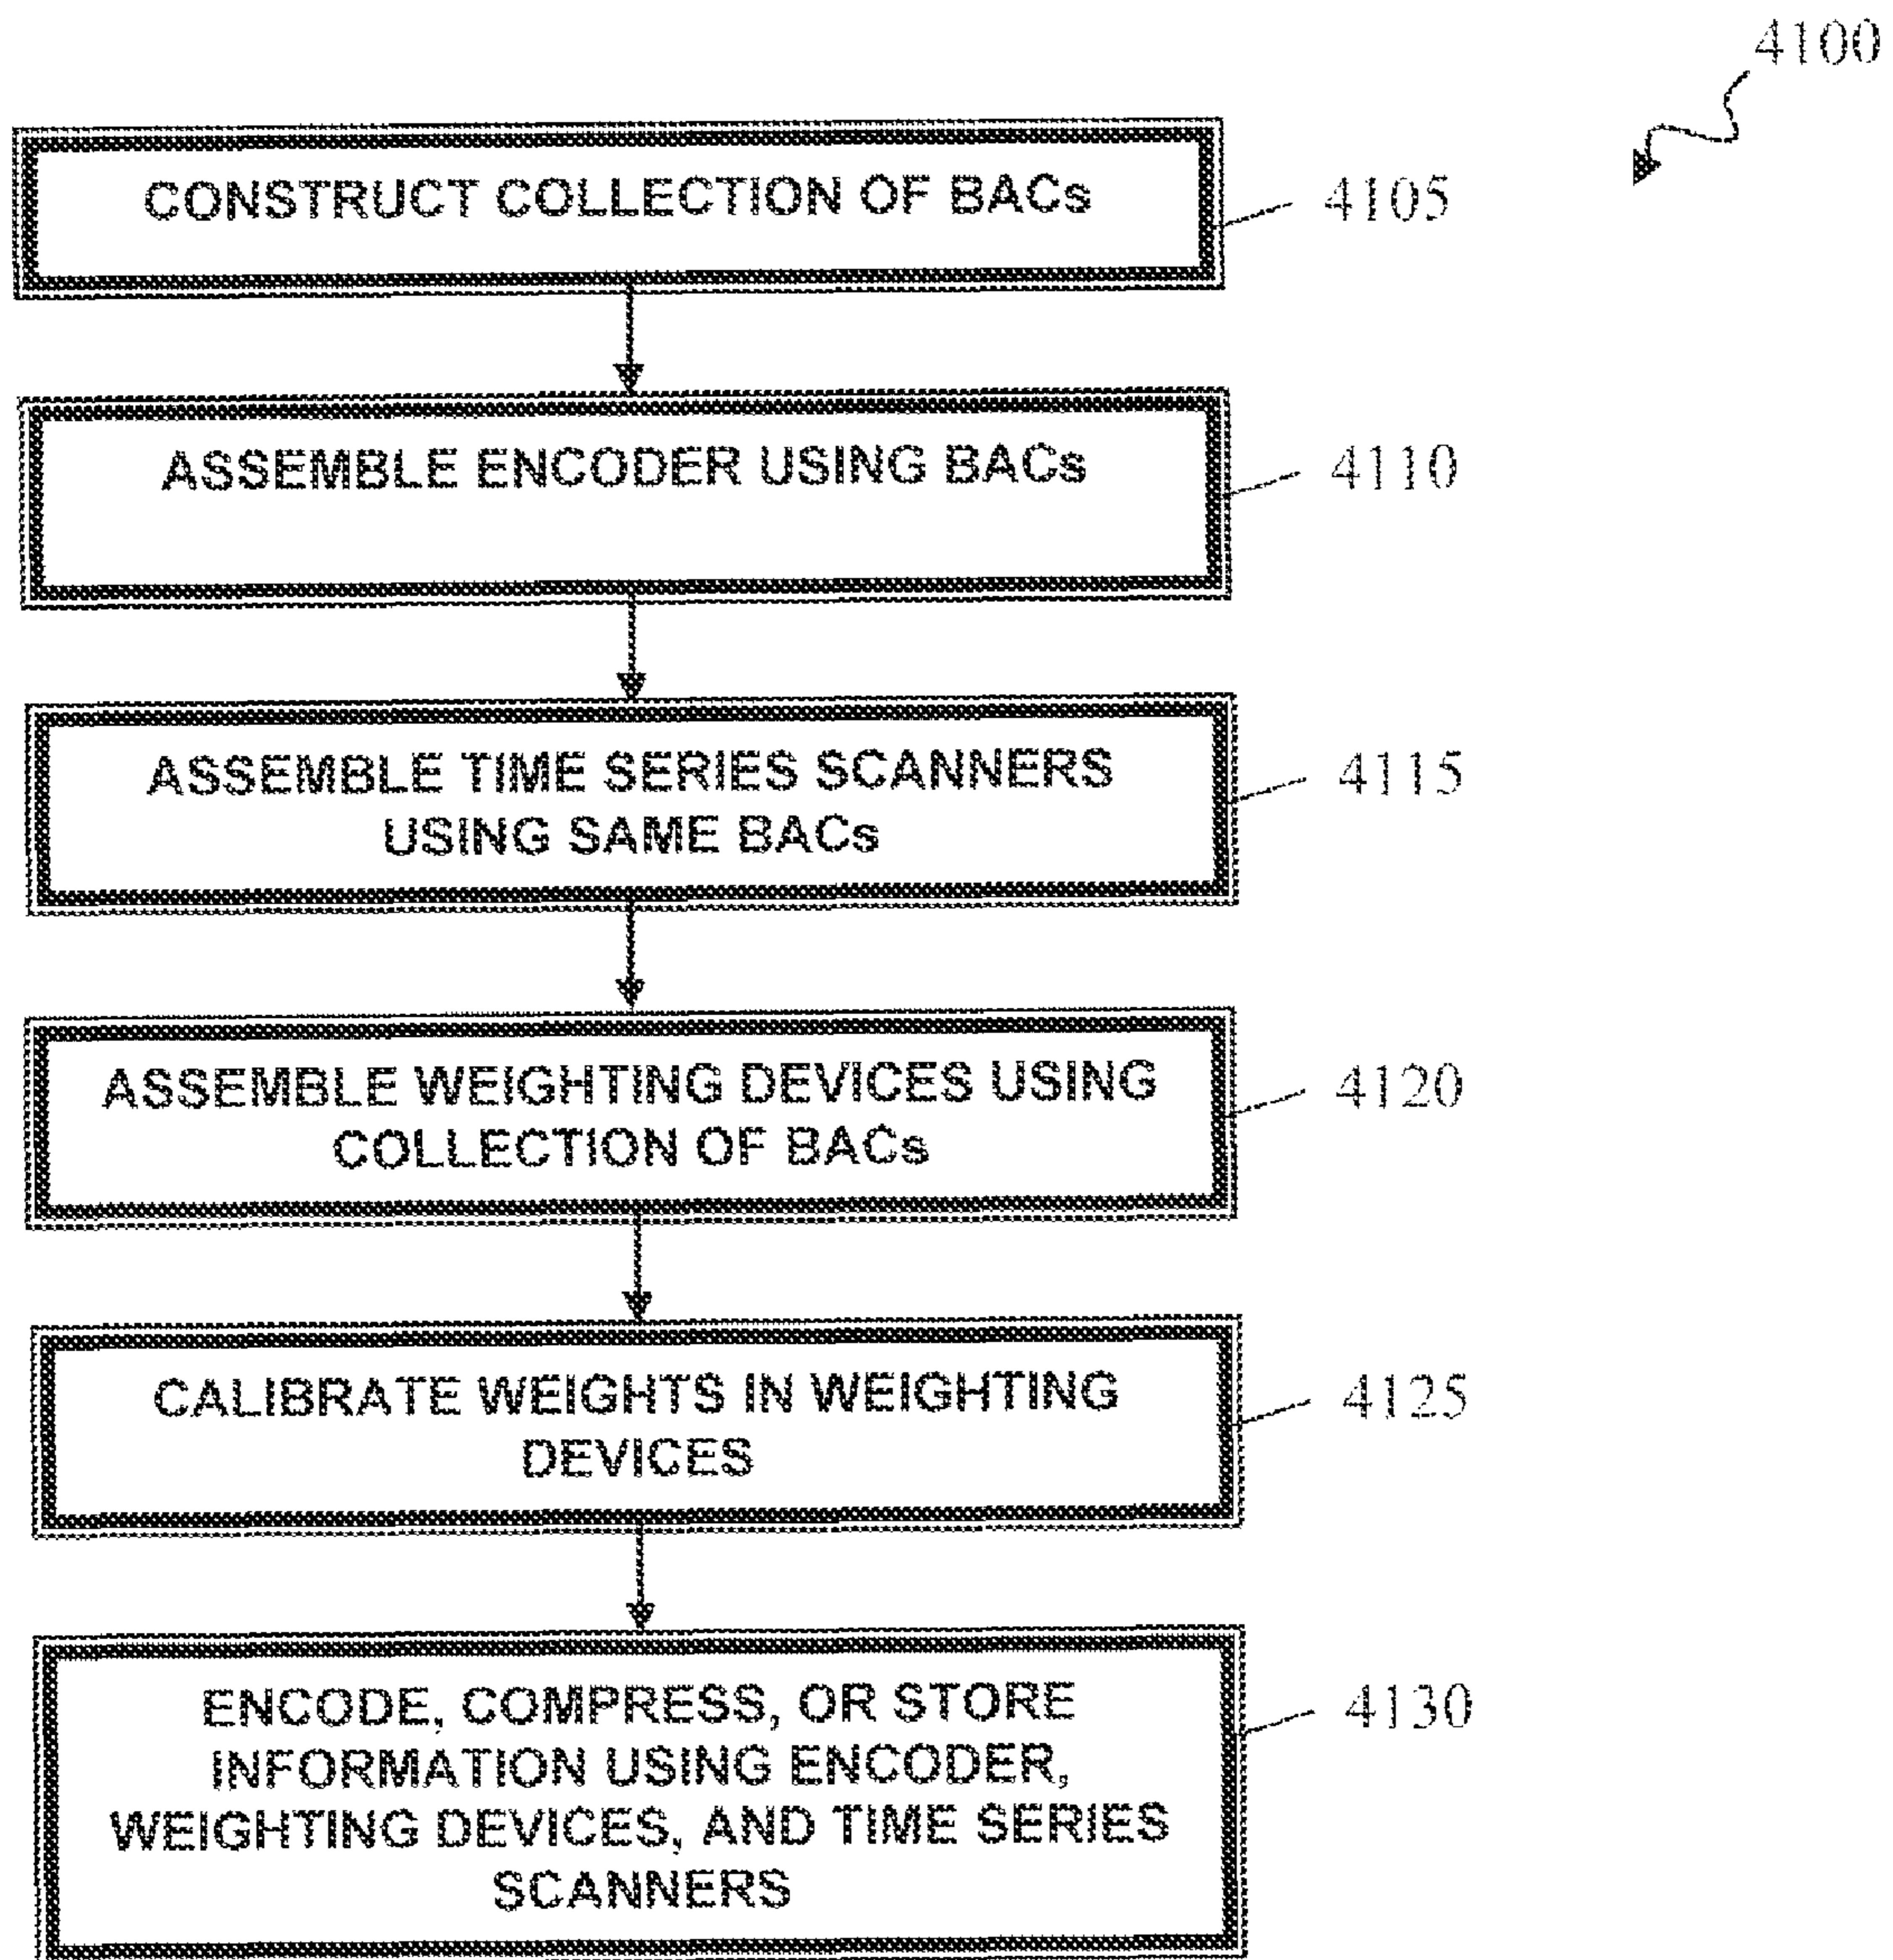 4100
CONSTRUCT COLLECTION OF BACs
4105
ASSEMBLE ENCODER USING BACs
4110
ASSEMBLE TIME SERIES SCANNERS
USING SAME BACs
4115
ASSEMBLE WEIGHTING DEVICES USING
COLLECTION OF BACs
4120
CALIBRATE WEIGHTS IN WEIGHTING
DEVICES
4125
ENCODE, COMPRESS, OR STORE
INFORMATION USING ENCODER,
WEIGHTING DEVICES, AND TIME SERIES
SCANNERS
4130